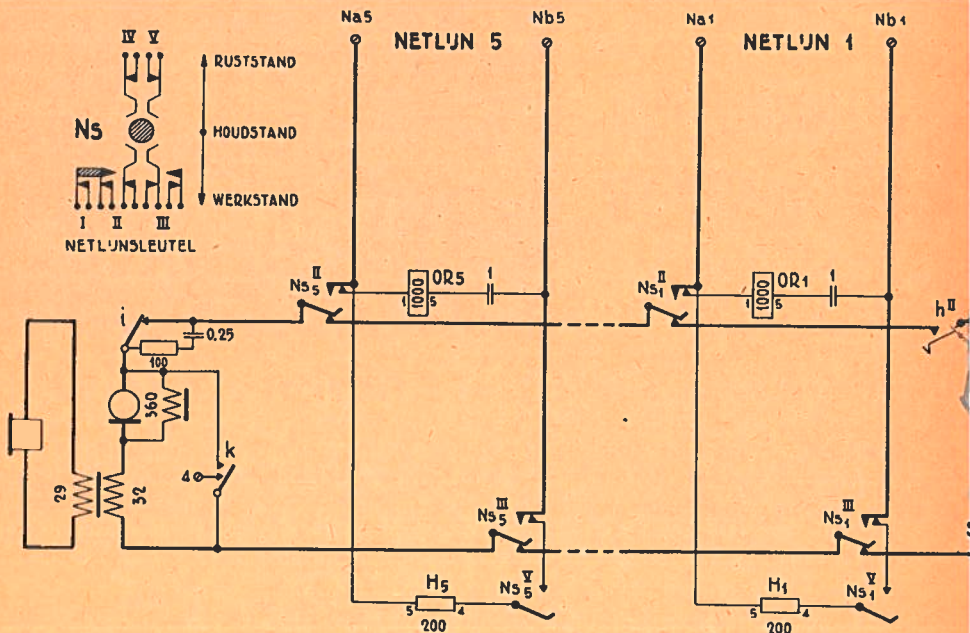 Na5 Nb5 Na1 Nb1
NETLIJN 5 NETLIJN 1
IV V
RUSTSTAND
Ns HOUDSTAND
WERKSTAND
I II III
NETLIJNSLEUTEL
Ns5 II OR5 1 Ns1 II OR1 1
1 1000 5 1 1000 5
i 0.25 hII
100
360
k
4
29 32
Ns5 III Ns1 III
H5 Ns5 V H1 Ns1 V
5 4 5 4
200 200